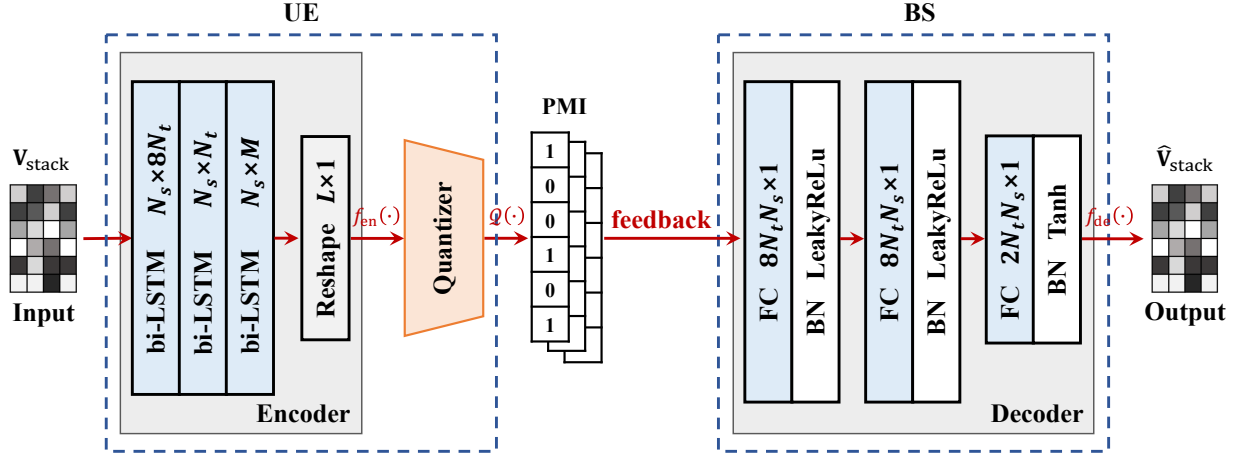 UE
BS
V_stack
Input
bi-LSTM N_s×8N_t
bi-LSTM N_s×N_t
bi-LSTM N_s×M
Reshape L×1
Encoder
f_en(·)
Quantizer
𝒬(·)
PMI
1
0
0
1
0
1
feedback
FC 8N_tN_s×1
BN LeakyReLu
FC 8N_tN_s×1
BN LeakyReLu
FC 2N_tN_s×1
BN Tanh
Decoder
f_de(·)
V̂_stack
Output